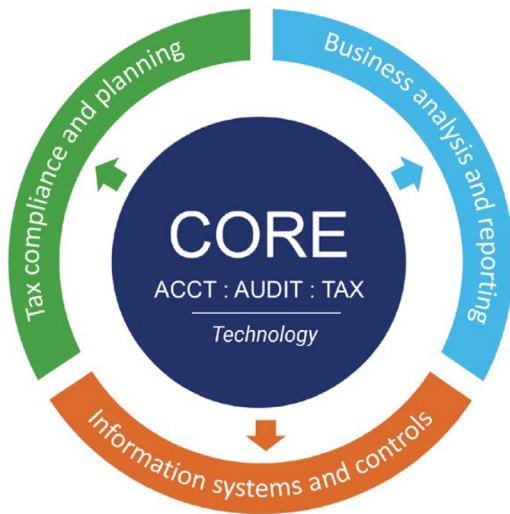 Tax compliance and planning
Business analysis and reporting
CORE
ACCT : AUDIT : TAX
Technology
Information systems and controls